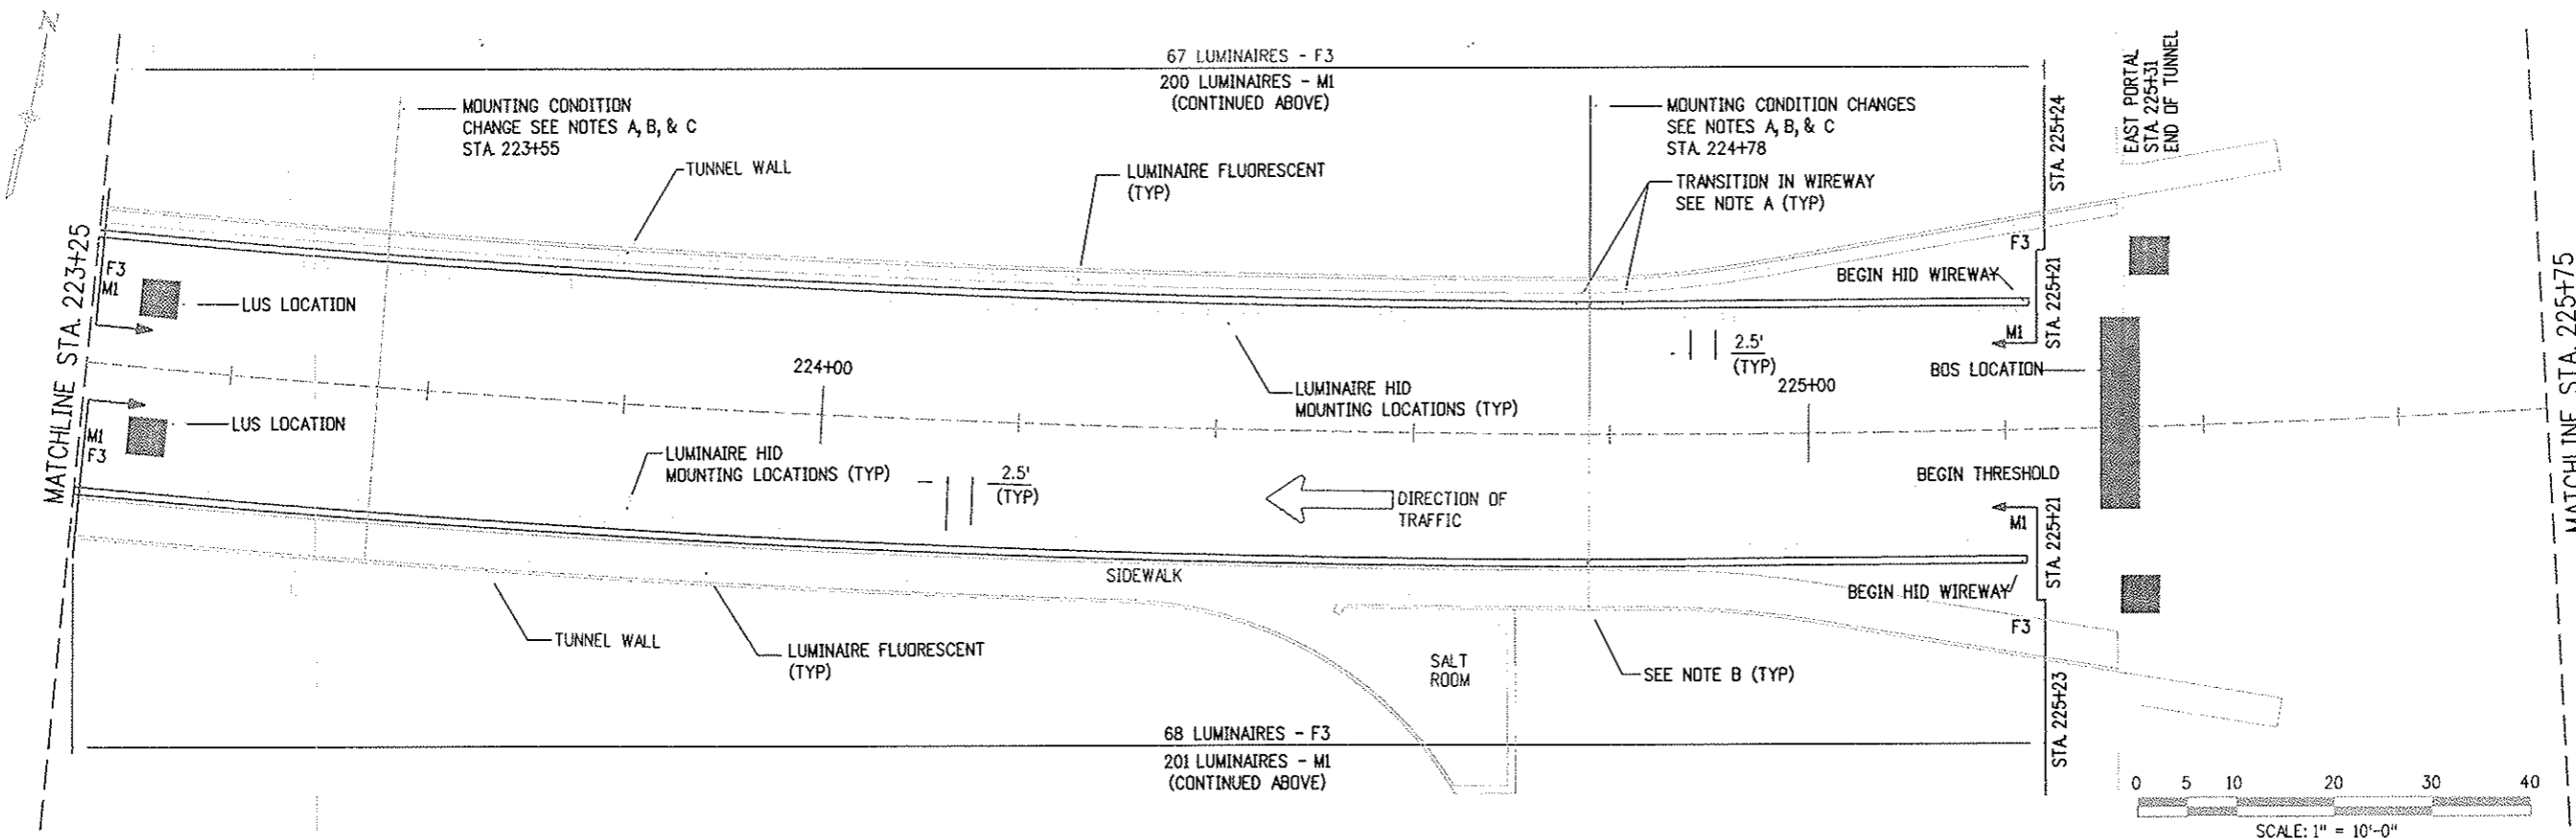 N
67 LUMINAIRES - F3
200 LUMINAIRES - M1
(CONTINUED ABOVE)
MOUNTING CONDITION
CHANGE SEE NOTES A, B, & C
STA. 223+55
TUNNEL WALL
LUMINAIRE FLUORESCENT
(TYP)
MOUNTING CONDITION CHANGES
SEE NOTES A, B, & C
STA. 224+78
TRANSITION IN WIREWAY
SEE NOTE A (TYP)
STA. 225+24
EAST PORTAL
STA. 225+31
END OF TUNNEL
MATCHLINE STA. 223+25
F3
M1
LUS LOCATION
F3
BEGIN HID WIREWAY
STA. 225+21
M1
2.5'
(TYP)
BOS LOCATION
MATCHLINE STA. 225+75
224+00
225+00
LUMINAIRE HID
MOUNTING LOCATIONS (TYP)
M1
F3
LUS LOCATION
LUMINAIRE HID
MOUNTING LOCATIONS (TYP)
2.5'
(TYP)
DIRECTION OF
TRAFFIC
BEGIN THRESHOLD
M1
STA. 225+21
SIDEWALK
BEGIN HID WIREWAY
F3
TUNNEL WALL
LUMINAIRE FLUORESCENT
(TYP)
SALT
ROOM
SEE NOTE B (TYP)
STA. 225+23
68 LUMINAIRES - F3
201 LUMINAIRES - M1
(CONTINUED ABOVE)
0 5 10 20 30 40
SCALE: 1" = 10'-0"